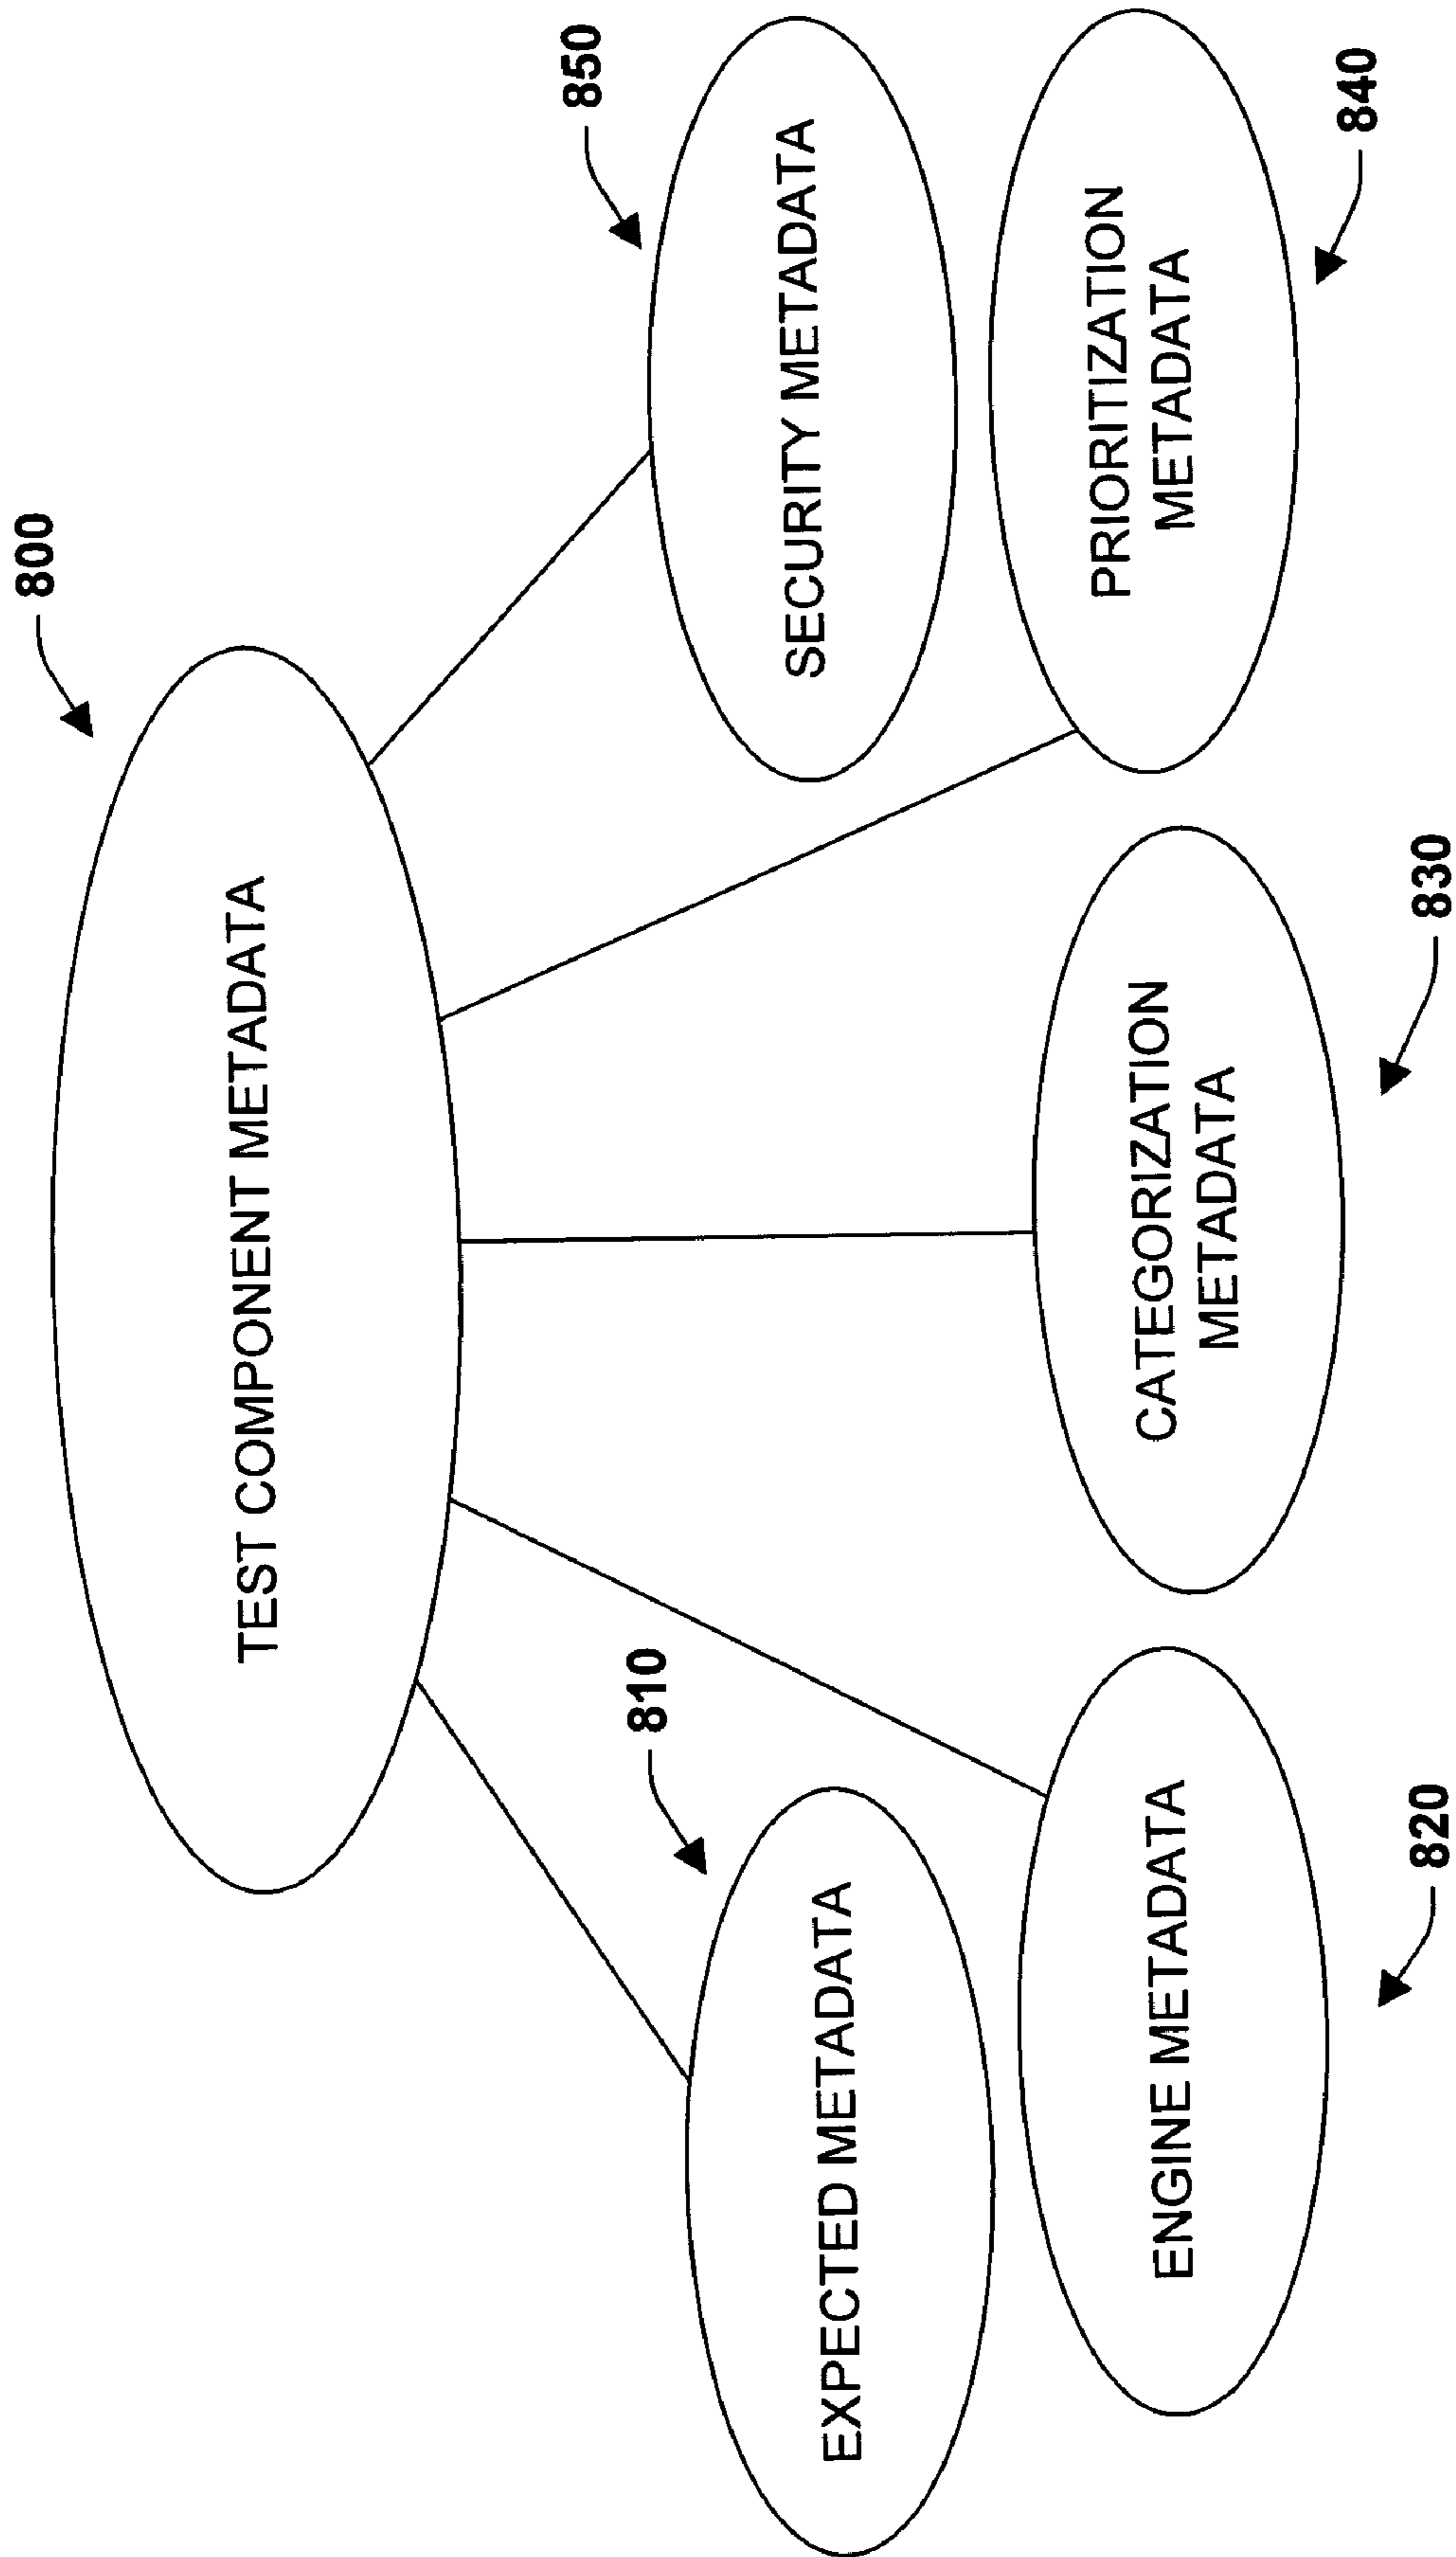 800
TEST COMPONENT METADATA
810
EXPECTED METADATA
850
SECURITY METADATA
820
ENGINE METADATA
830
CATEGORIZATION
METADATA
840
PRIORITIZATION
METADATA